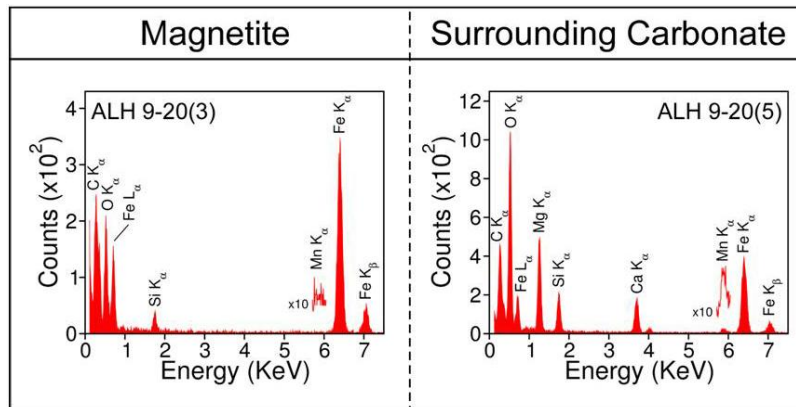 Magnetite
Surrounding Carbonate
ALH 9-20(3)
Counts (x10²)
4
3
2
1
0
C Kα
O Kα
Fe Lα
Si Kα
x10
Mn Kα
Fe Kα
Fe Kβ
0 1 2 3 4 5 6 7
Energy (KeV)
ALH 9-20(5)
Counts (x10²)
12
10
8
6
4
2
0
C Kα
O Kα
Fe Lα
Mg Kα
Si Kα
Ca Kα
x10
Mn Kα
Fe Kα
Fe Kβ
0 1 2 3 4 5 6 7
Energy (KeV)